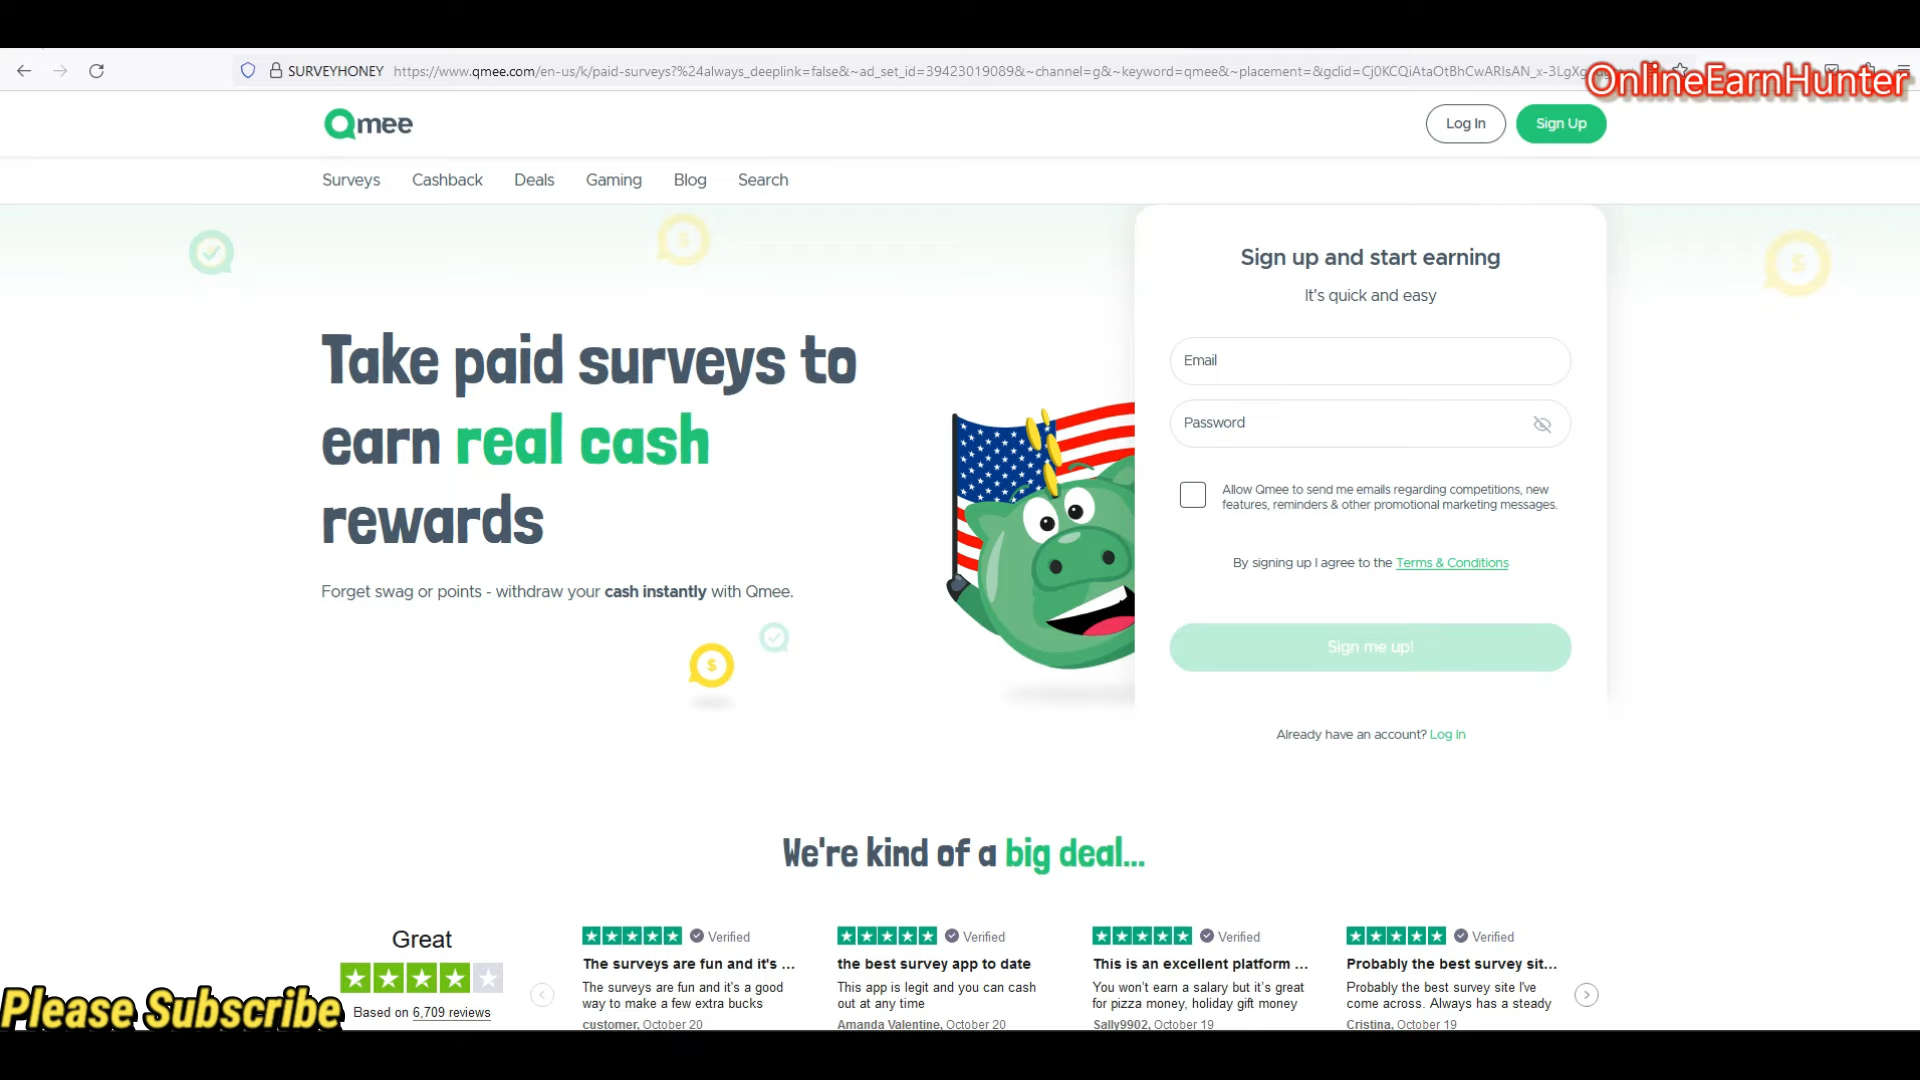 SURVEYHONEY https://www.qmee.com/en-us/k/paid-surveys?%24always_deeplink=false&~ad_set_id=39423019089&~channel=g&~keyword=qmee&~placement=&gclid=Cj0KCQiAtaOtBhCwARIsAN_x-3LgXg
OnlineEarnHunter
Qmee
Log In
Sign Up
Surveys
Cashback
Deals
Gaming
Blog
Search
Take paid surveys to
earn real cash
rewards
Forget swag or points - withdraw your cash instantly with Qmee.
Sign up and start earning
It's quick and easy
Email
Password
Allow Qmee to send me emails regarding competitions, new
features, reminders & other promotional marketing messages.
By signing up I agree to the Terms & Conditions
Sign me up!
Already have an account? Log In
We're kind of a big deal...
Great
Based on 6,709 reviews
Verified
The surveys are fun and it's ...
The surveys are fun and it's a good
way to make a few extra bucks
customer, October 20
Verified
the best survey app to date
This app is legit and you can cash
out at any time
Amanda Valentine, October 20
Verified
This is an excellent platform ...
You won't earn a salary but it's great
for pizza money, holiday gift money
Sally9902, October 19
Verified
Probably the best survey sit...
Probably the best survey site I've
come across. Always has a steady
Cristina, October 19
Please Subscribe